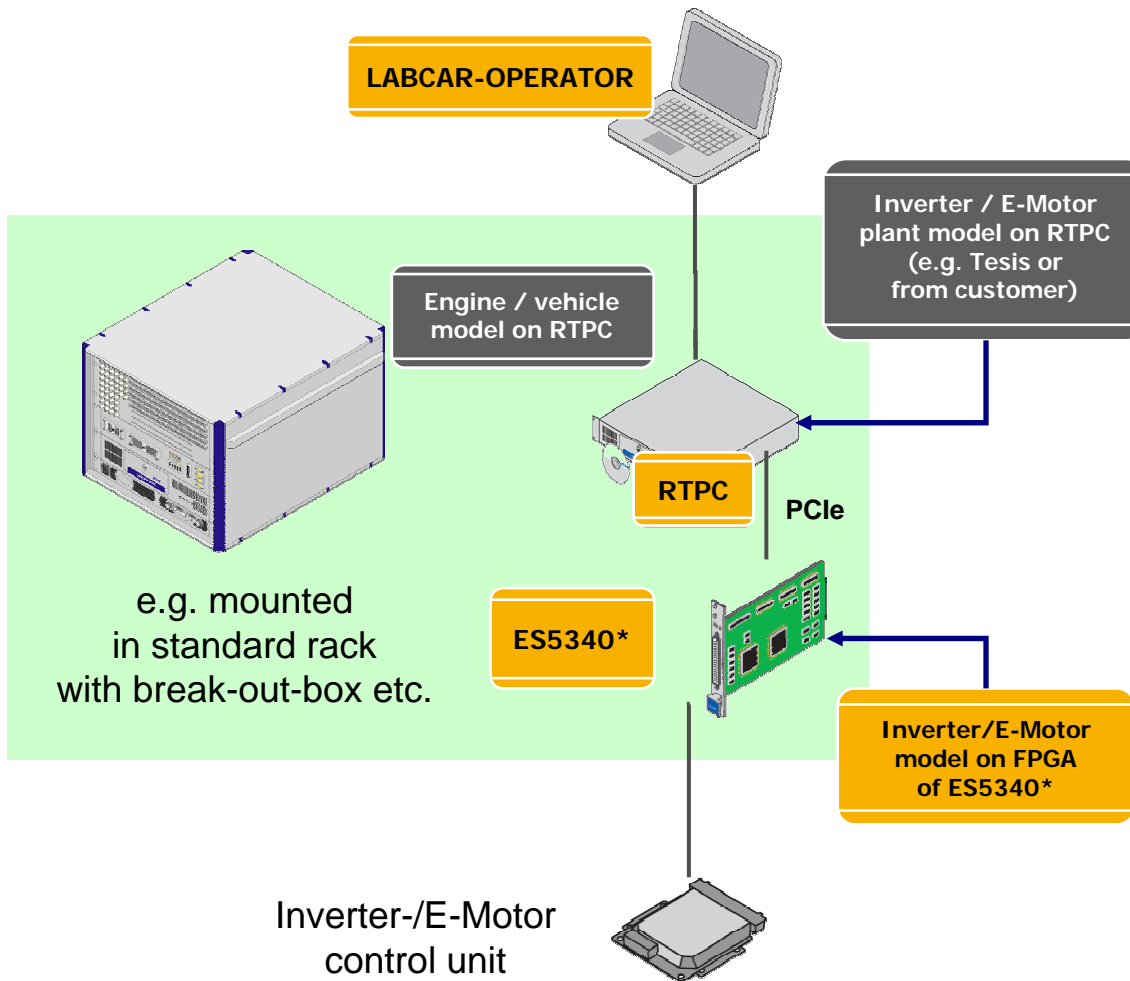 LABCAR-OPERATOR
Inverter / E-Motor
plant model on RTPC
(e.g. Tesis or
from customer)
Engine / vehicle
model on RTPC
RTPC
PCIe
e.g. mounted
in standard rack
with break-out-box etc.
ES5340*
Inverter/E-Motor
model on FPGA
of ES5340*
Inverter-/E-Motor
control unit